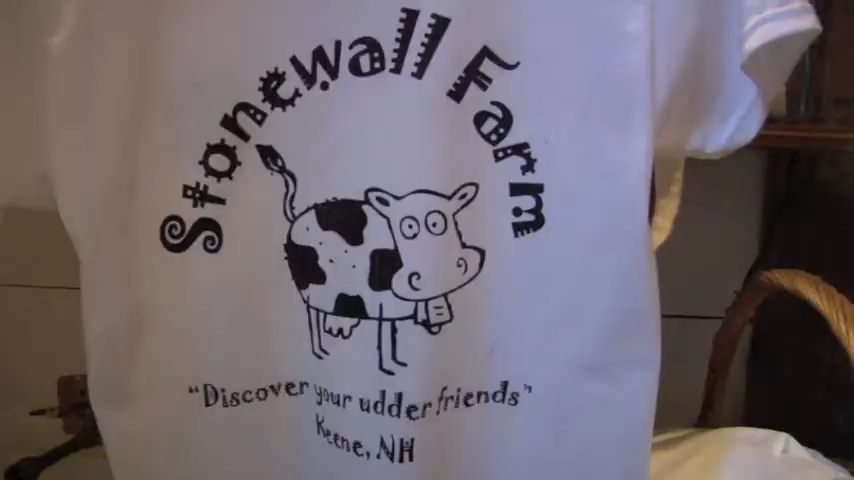 Stonewall Farm
“Discover your udder friends”
Keene, NH